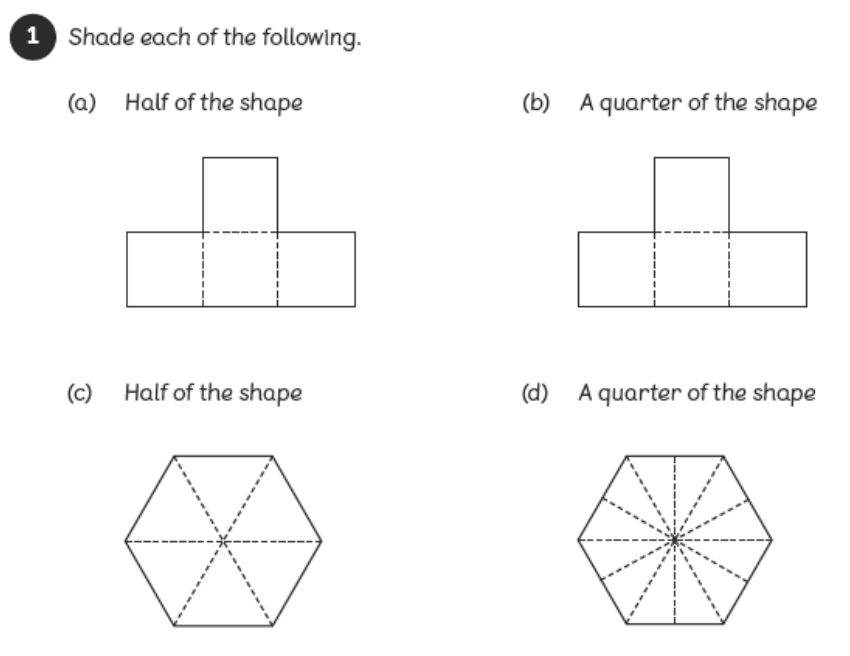 1 Shade each of the following.
(a) Half of the shape
(b) A quarter of the shape
(c) Half of the shape
(d) A quarter of the shape